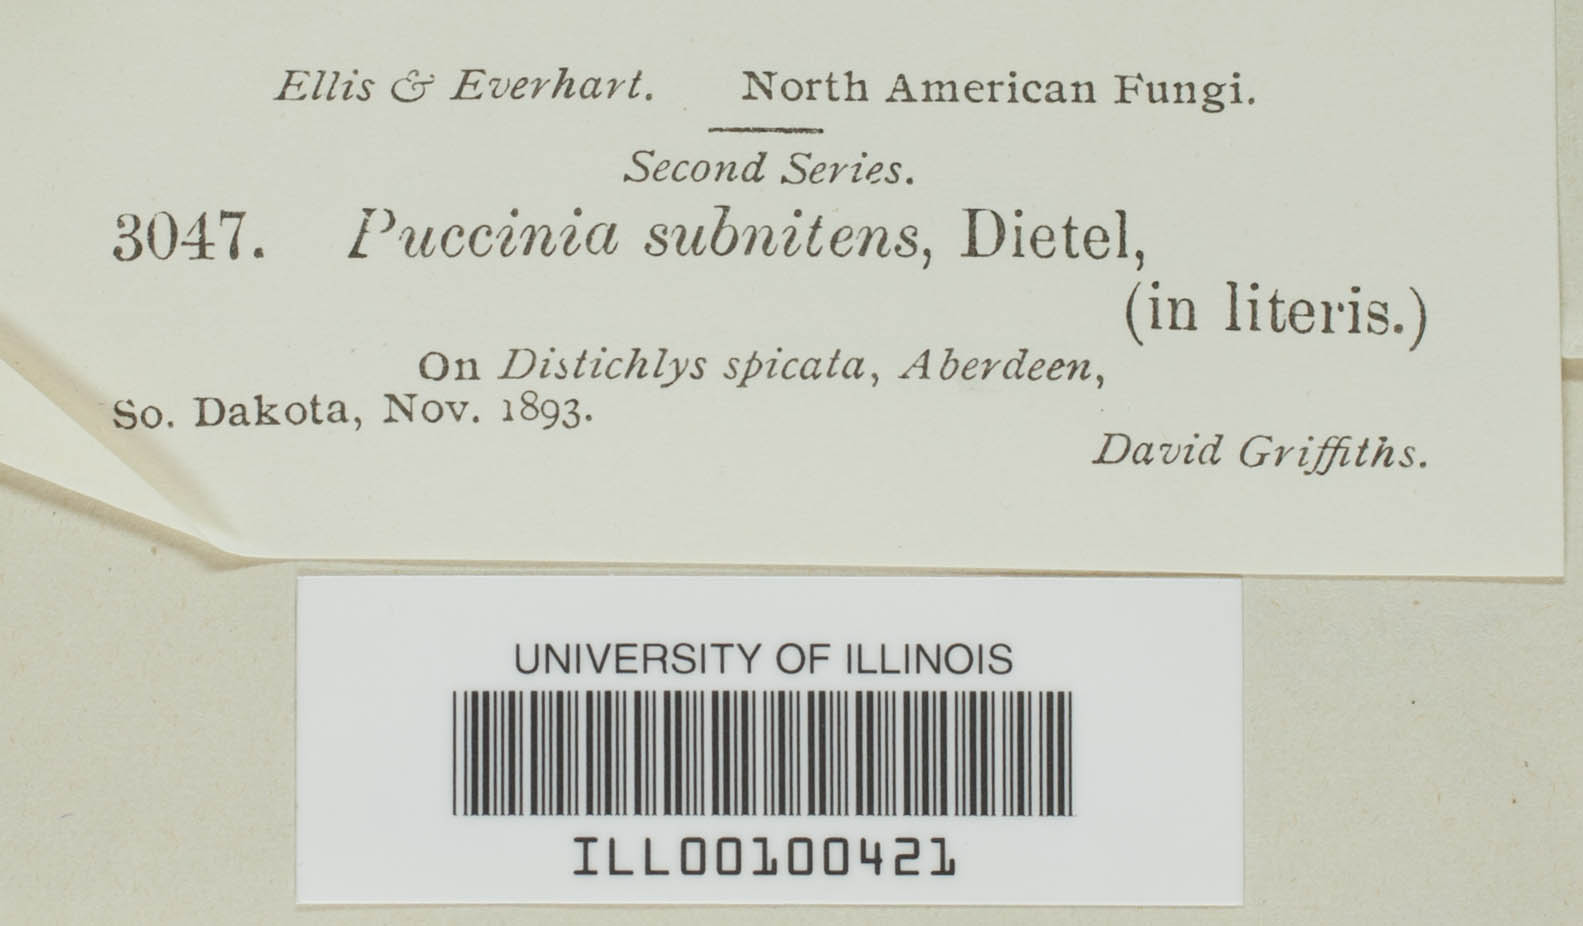 Ellis & Everhart. North American Fungi.
Second Series.
3047. Puccinia subnitens, Dietel,
(in literis.)
On Distichlys spicata, Aberdeen,
So. Dakota, Nov. 1893.
David Griffiths.
UNIVERSITY OF ILLINOIS
ILL00100421